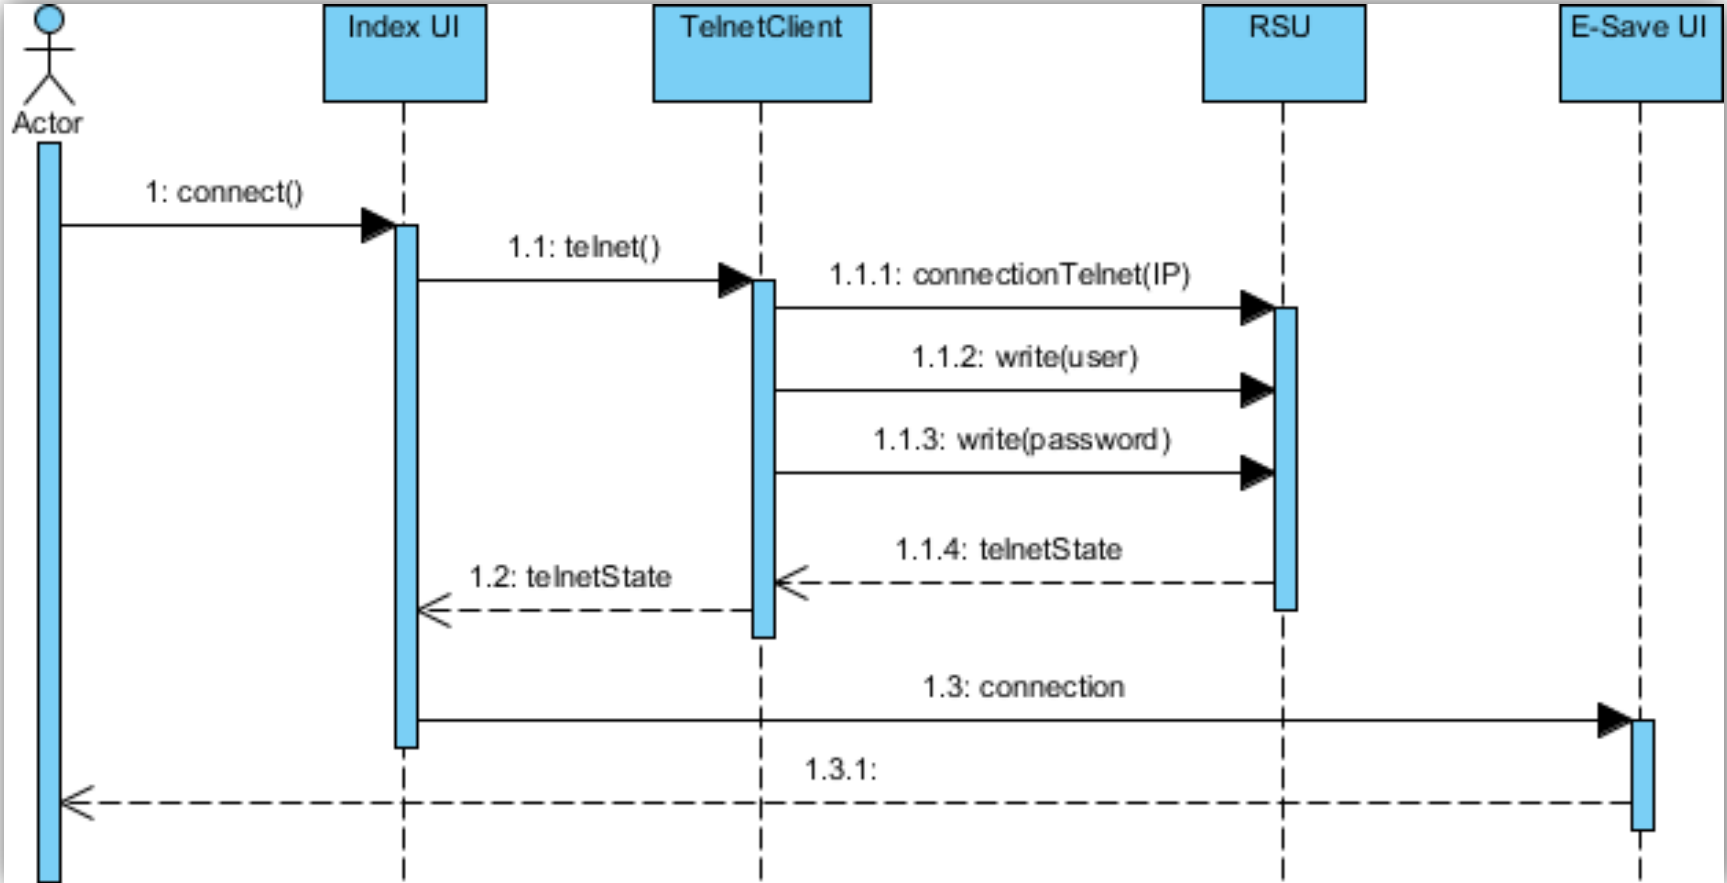 Index UI
TelnetClient
RSU
E-Save UI
Actor
1: connect()
1.1: telnet()
1.1.1: connectionTelnet(IP)
1.1.2: write(user)
1.1.3: write(password)
1.1.4: telnetState
1.2: telnetState
1.3: connection
1.3.1: